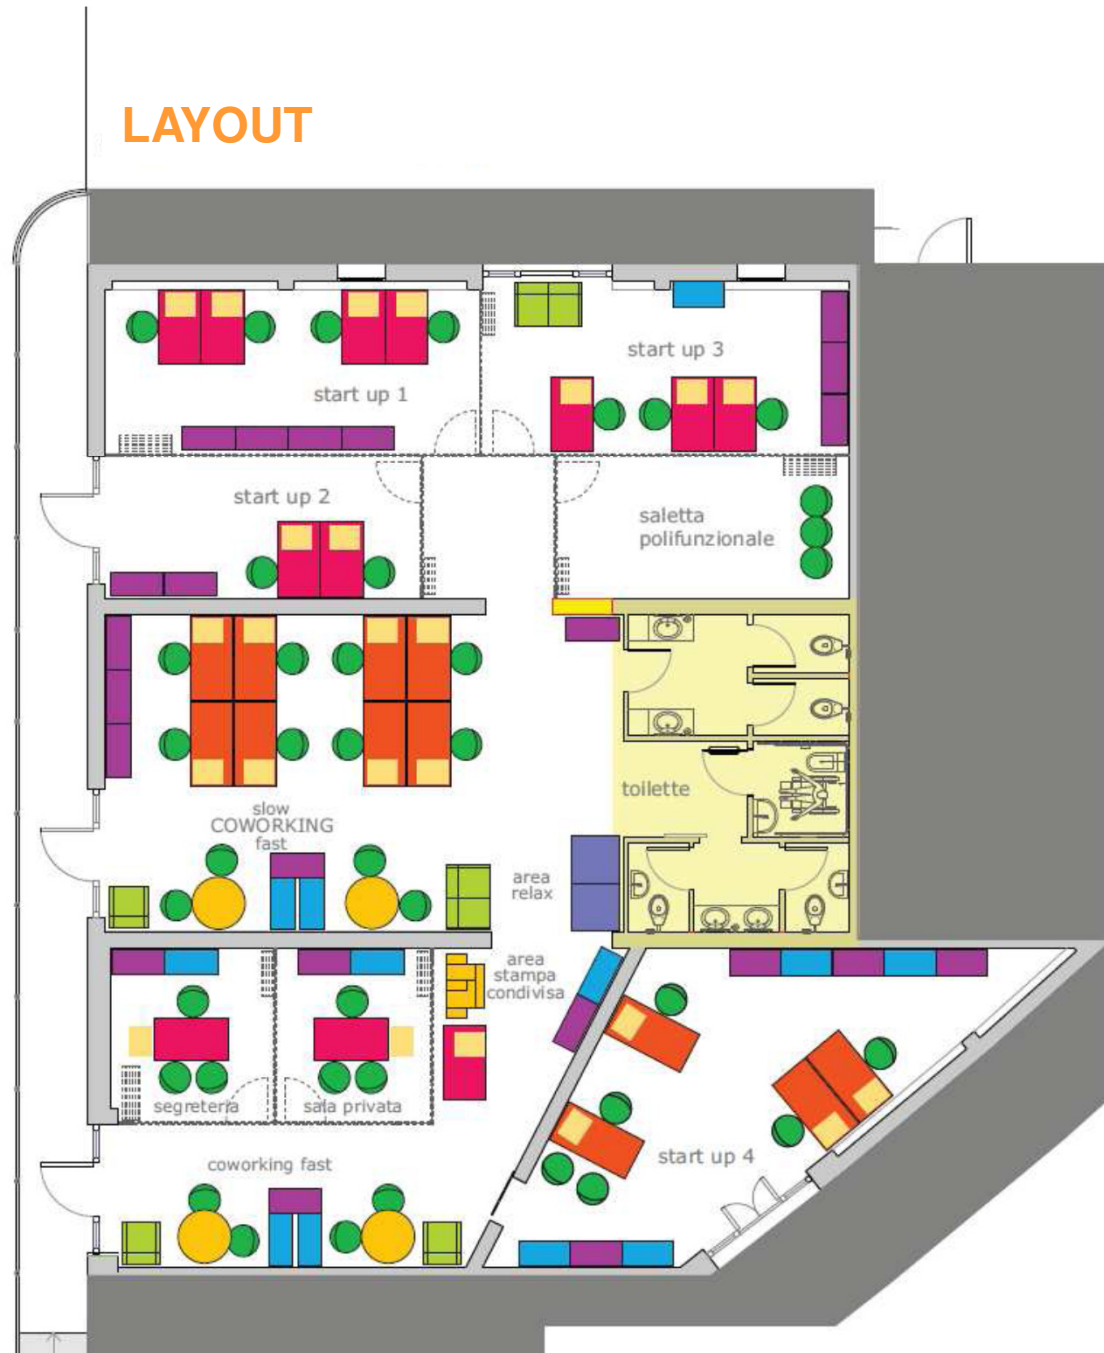 LAYOUT
start up 3
start up 1
start up 2
saletta
polifunzionale
toilette
slow
COWORKING
fast
area
relax
area
stampa
condivisa
segreteria
sala privata
start up 4
coworking fast